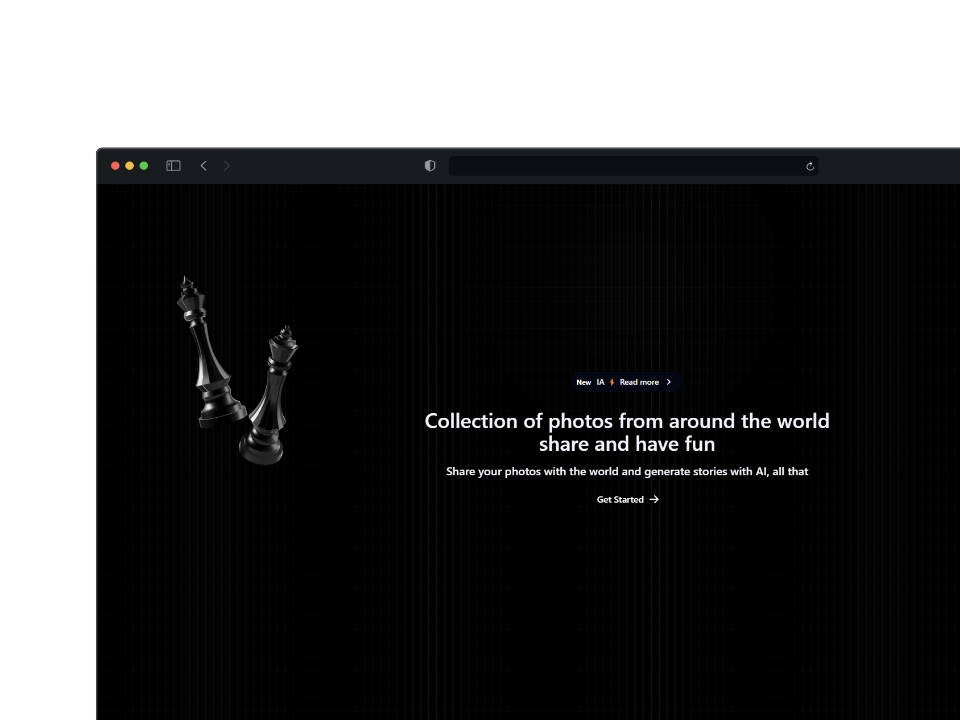 New IA Read more
Collection of photos from around the world
share and have fun
Share your photos with the world and generate stories with AI, all that
Get Started